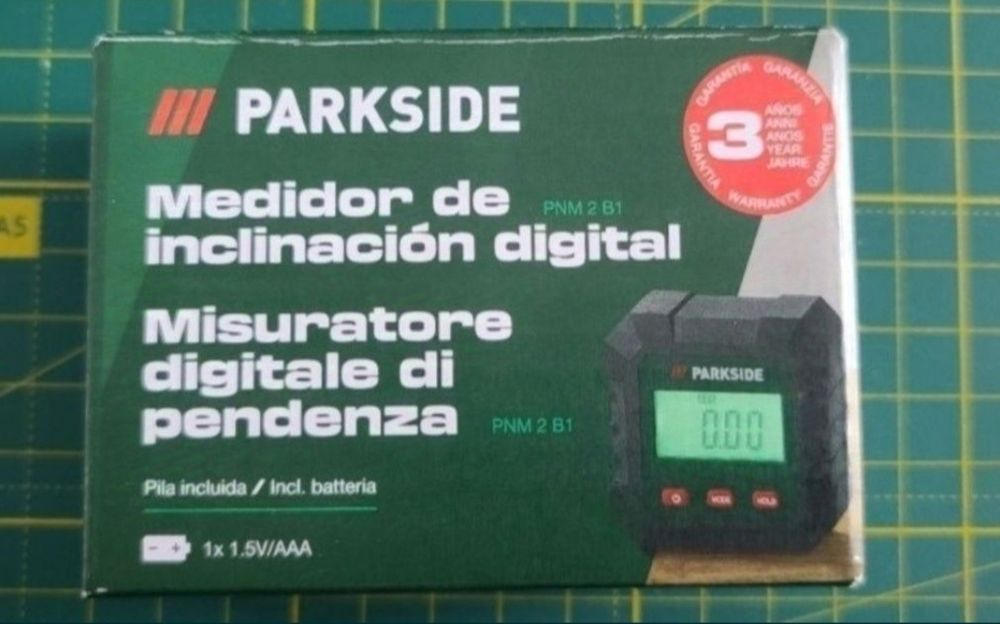 PARKSIDE
Medidor de
inclinación digital
PNM 2 B1
Misuratore
digitale di
pendenza
PNM 2 B1
Pila incluida / Incl. batteria
1x 1.5V/AAA
GARANTÍA GARANZIA GARANTIE WARRANTY GARANTIA
3
AÑOS
ANNI
ANOS
YEAR
JAHRE
PARKSIDE
0.00
MODE
HOLD
A5